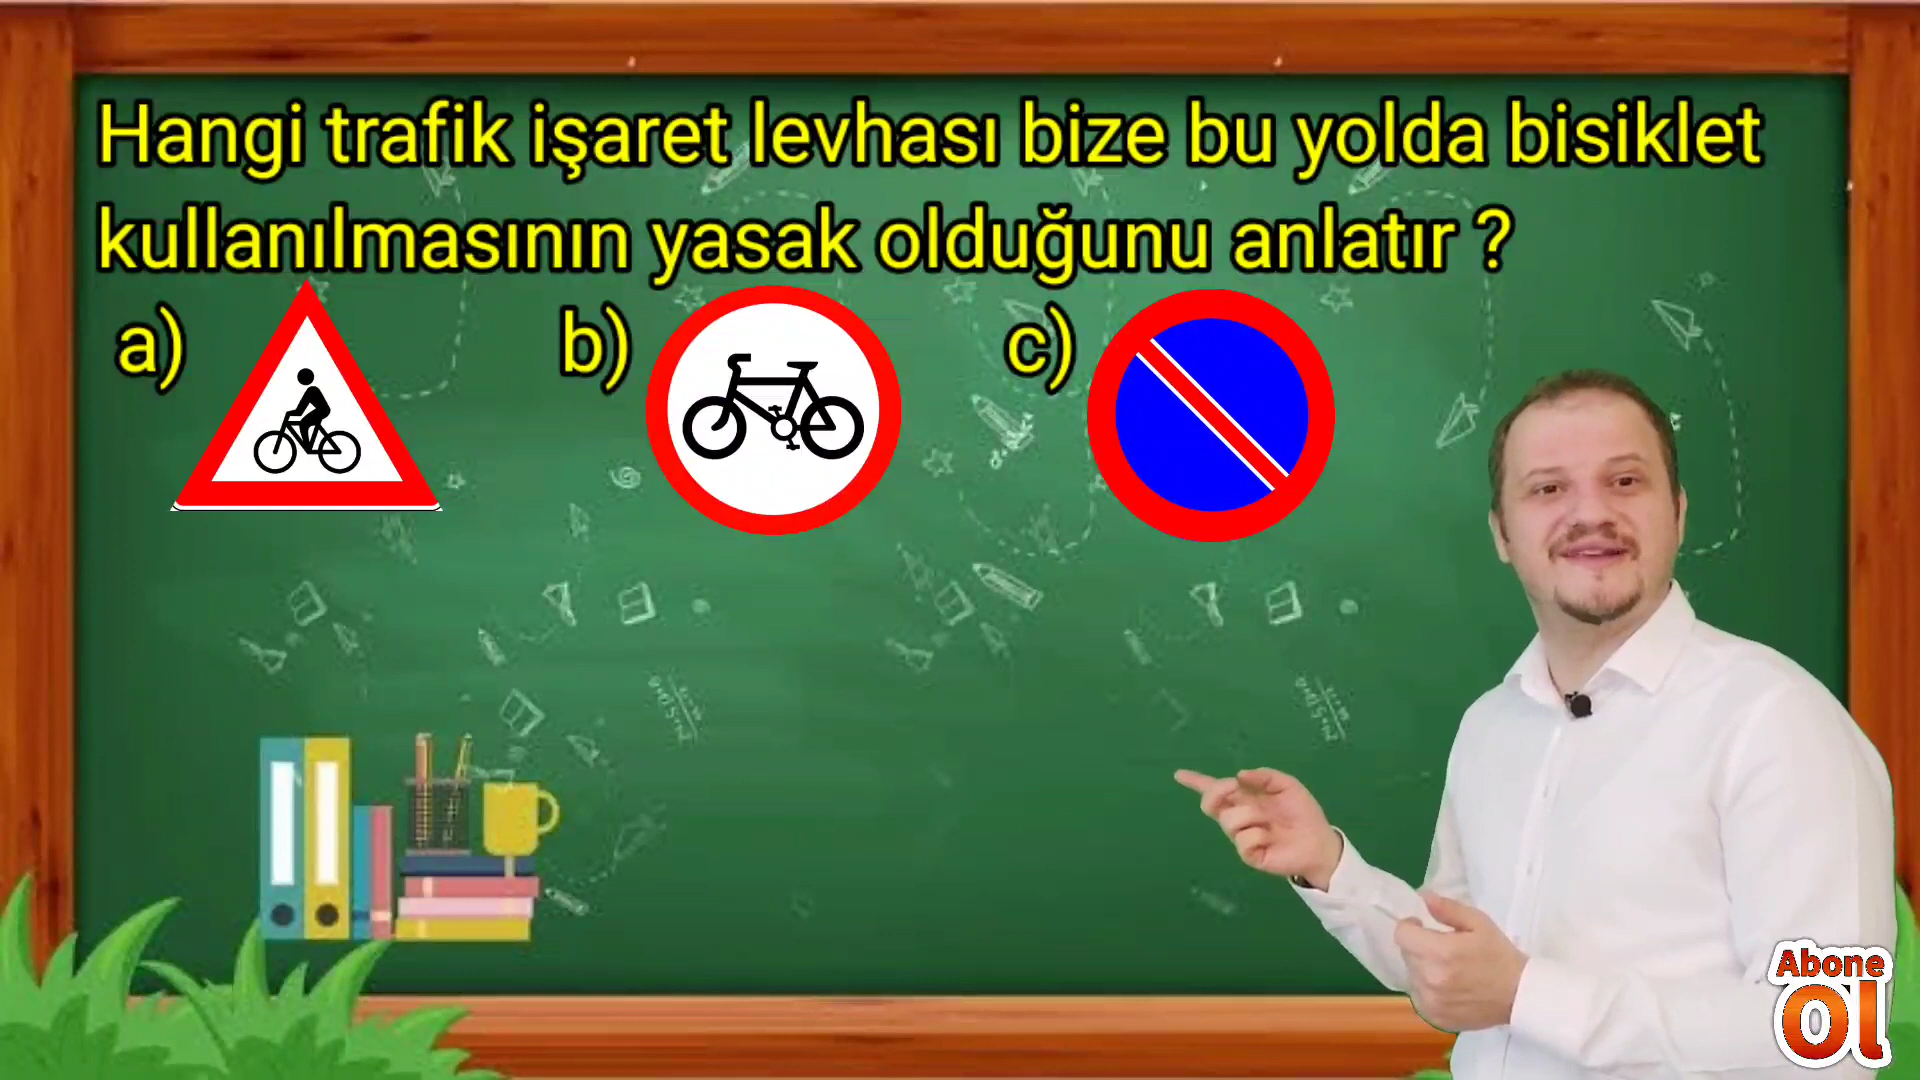 Hangi trafik işaret levhası bize bu yolda bisiklet
kullanılmasının yasak olduğunu anlatır ?
a) b) c)
Abone
Ol